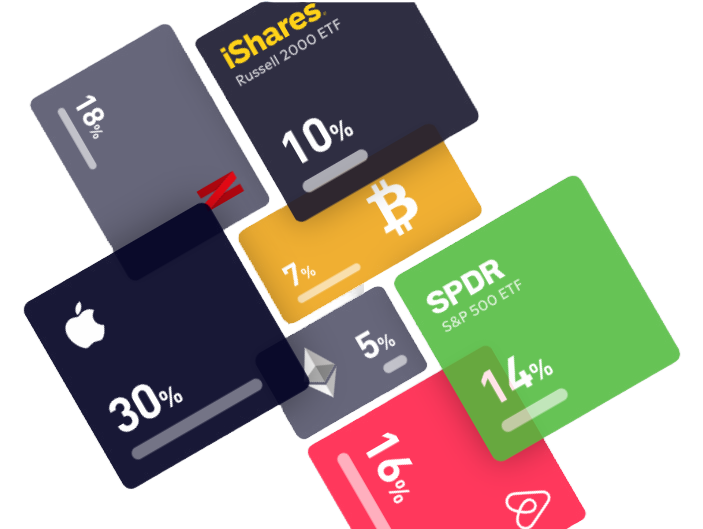 iShares.
Russell 2000 ETF
10%
18%
7%
SPDR
S&P 500 ETF
14%
5%
30%
16%